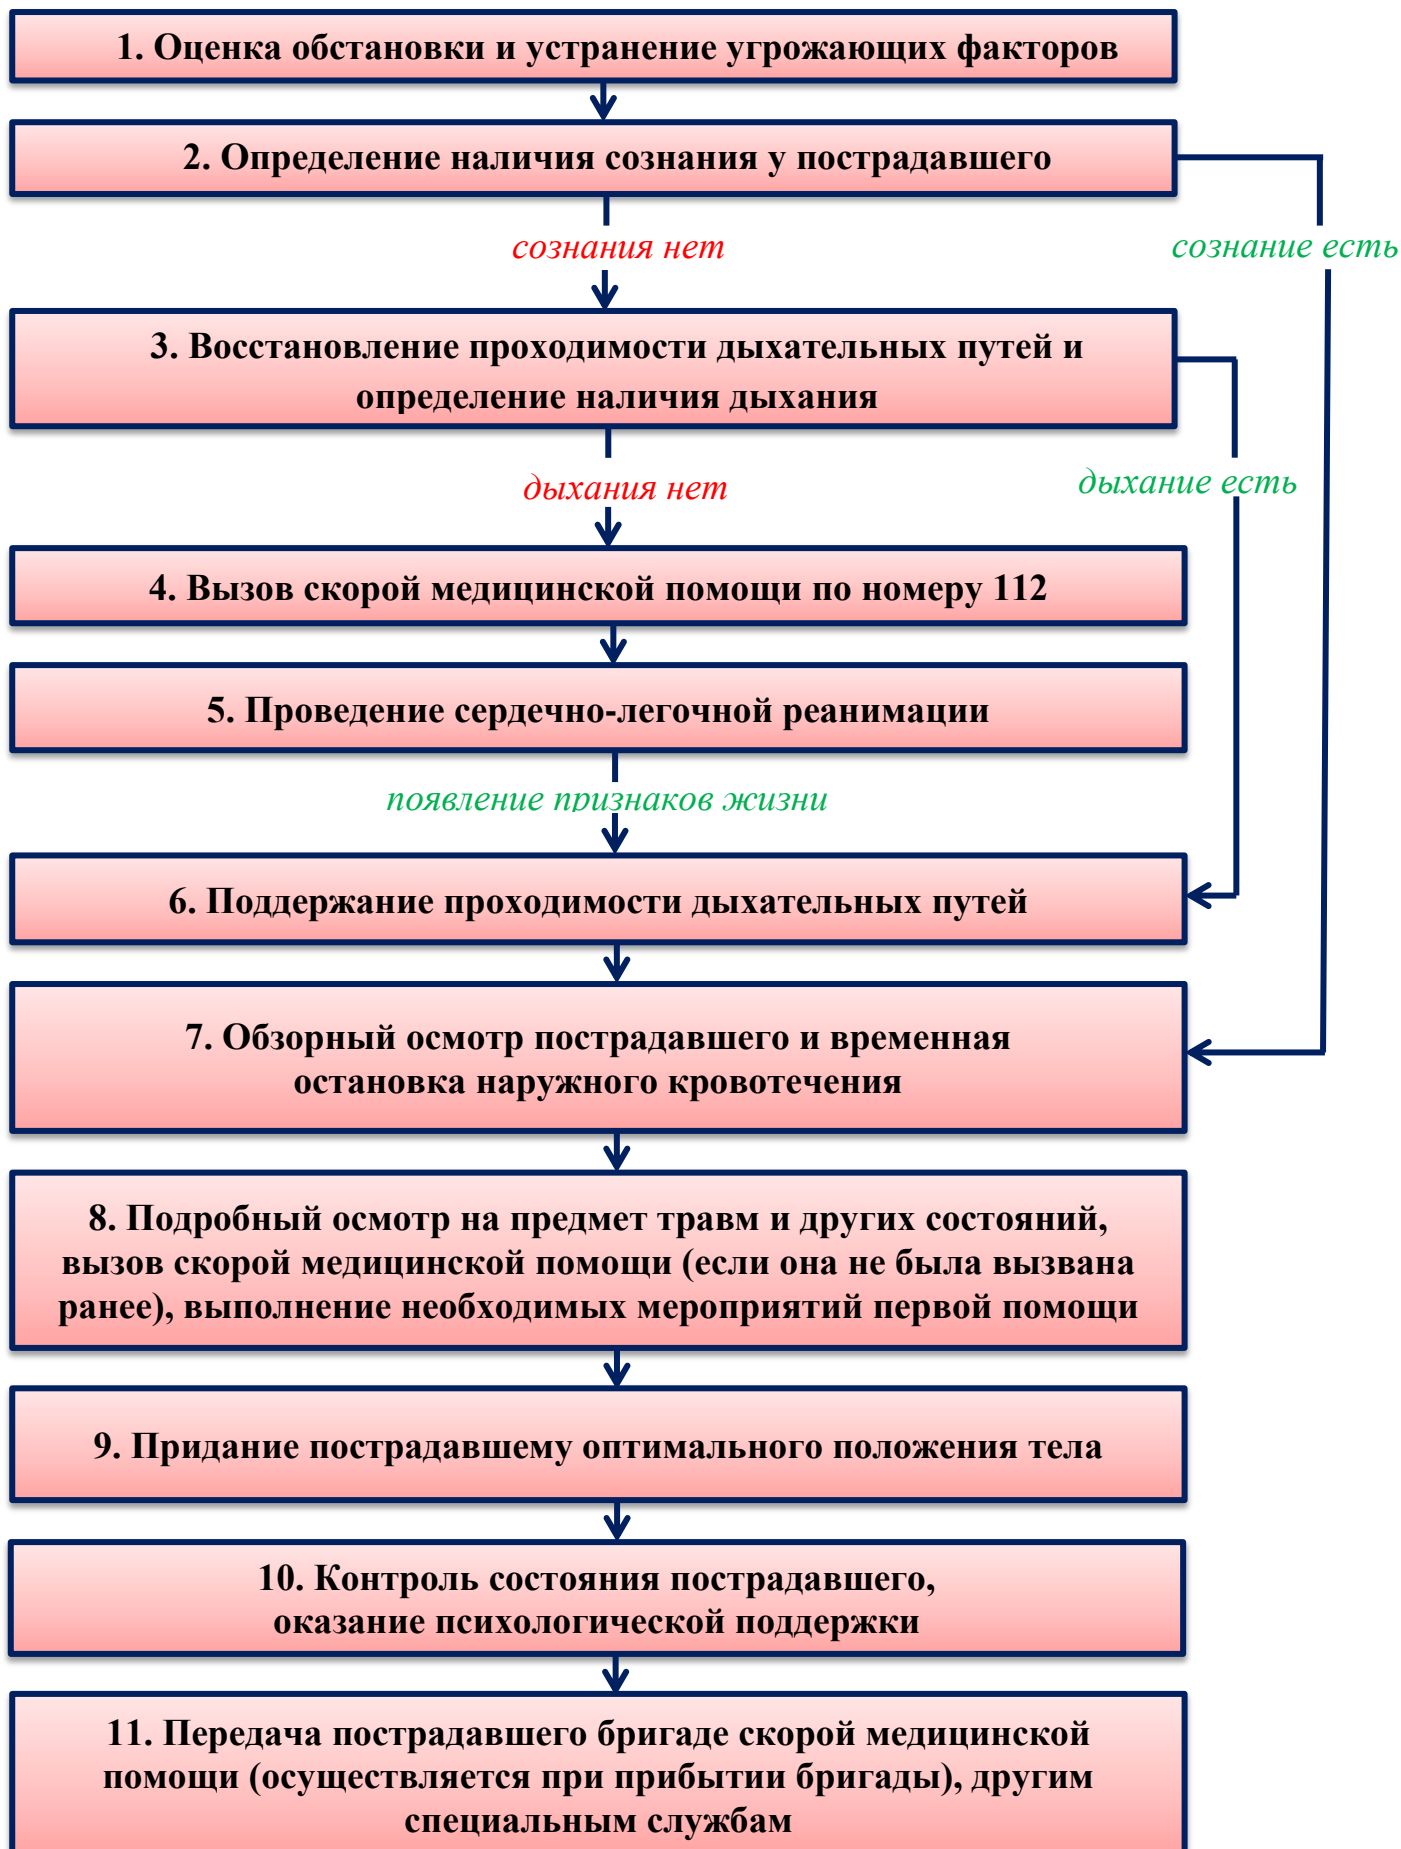 1. Оценка обстановки и устранение угрожающих факторов
2. Определение наличия сознания у пострадавшего
сознания нет
сознание есть
3. Восстановление проходимости дыхательных путей и
определение наличия дыхания
дыхания нет
дыхание есть
4. Вызов скорой медицинской помощи по номеру 112
5. Проведение сердечно-легочной реанимации
появление признаков жизни
6. Поддержание проходимости дыхательных путей
7. Обзорный осмотр пострадавшего и временная
остановка наружного кровотечения
8. Подробный осмотр на предмет травм и других состояний,
вызов скорой медицинской помощи (если она не была вызвана
ранее), выполнение необходимых мероприятий первой помощи
9. Придание пострадавшему оптимального положения тела
10. Контроль состояния пострадавшего,
оказание психологической поддержки
11. Передача пострадавшего бригаде скорой медицинской
помощи (осуществляется при прибытии бригады), другим
специальным службам